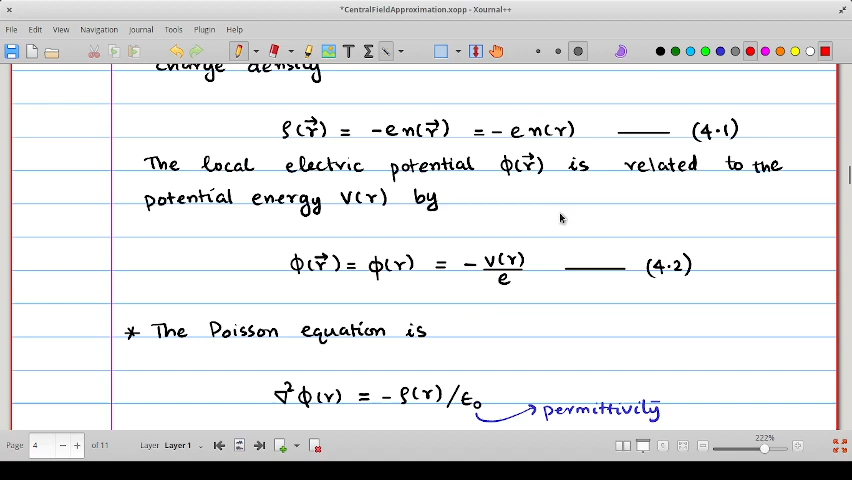 *CentralFieldApproximation.xopp - Xournal++
File Edit View Navigation Journal Tools Plugin Help
charge density
ρ(r⃗) = -en(r⃗) = -en(r) —— (4.1)
The local electric potential ϕ(r⃗) is related to the
potential energy V(r) by
ϕ(r⃗) = ϕ(r) = - V(r)/e —— (4.2)
* The Poisson equation is
∇²ϕ(r) = - ρ(r)/ε₀
→ permittivity
Page 4 of 11 Layer Layer 1 222%